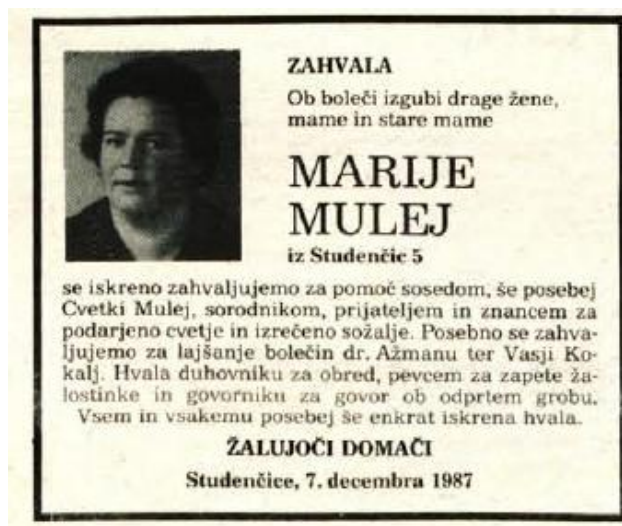 ZAHVALA
Ob boleči izgubi drage žene,
mame in stare mame
MARIJE
MULEJ
iz Studenčic 5
se iskreno zahvaljujemo za pomoč sosedom, še posebej
Cvetki Mulej, sorodnikom, prijateljem in znancem za
podarjeno cvetje in izrečeno sožalje. Posebno se zahva-
ljujemo za lajšanje bolečin dr. Ažmanu ter Vasji Ko-
kalj. Hvala duhovniku za obred, pevcem za zapete ža-
lostinke in govorniku za govor ob odprtem grobu.
Vsem in vsakemu posebej še enkrat iskrena hvala.
ŽALUJOČI DOMAČI
Studenčice, 7. decembra 1987